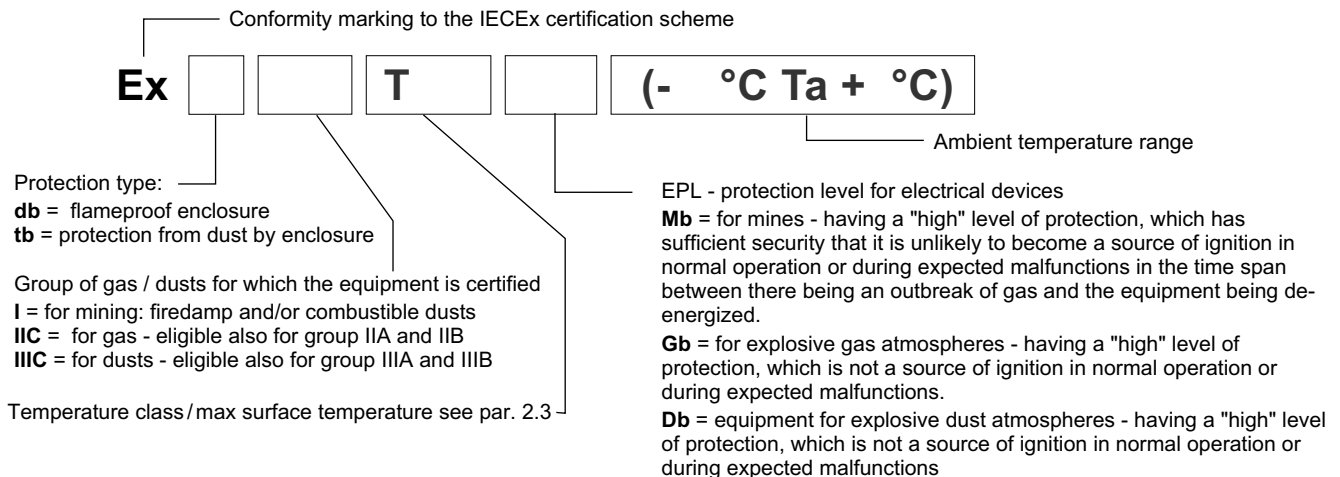 Conformity marking to the IECEx certification scheme
Ex T (- °C Ta + °C)
Ambient temperature range
Protection type:
db = flameproof enclosure
tb = protection from dust by enclosure
Group of gas / dusts for which the equipment is certified
I = for mining: firedamp and/or combustible dusts
IIC = for gas - eligible also for group IIA and IIB
IIIC = for dusts - eligible also for group IIIA and IIIB
Temperature class/max surface temperature see par. 2.3
EPL - protection level for electrical devices
Mb = for mines - having a "high" level of protection, which has
sufficient security that it is unlikely to become a source of ignition in
normal operation or during expected malfunctions in the time span
between there being an outbreak of gas and the equipment being de-
energized.
Gb = for explosive gas atmospheres - having a "high" level of
protection, which is not a source of ignition in normal operation or
during expected malfunctions.
Db = equipment for explosive dust atmospheres - having a "high" level
of protection, which is not a source of ignition in normal operation or
during expected malfunctions